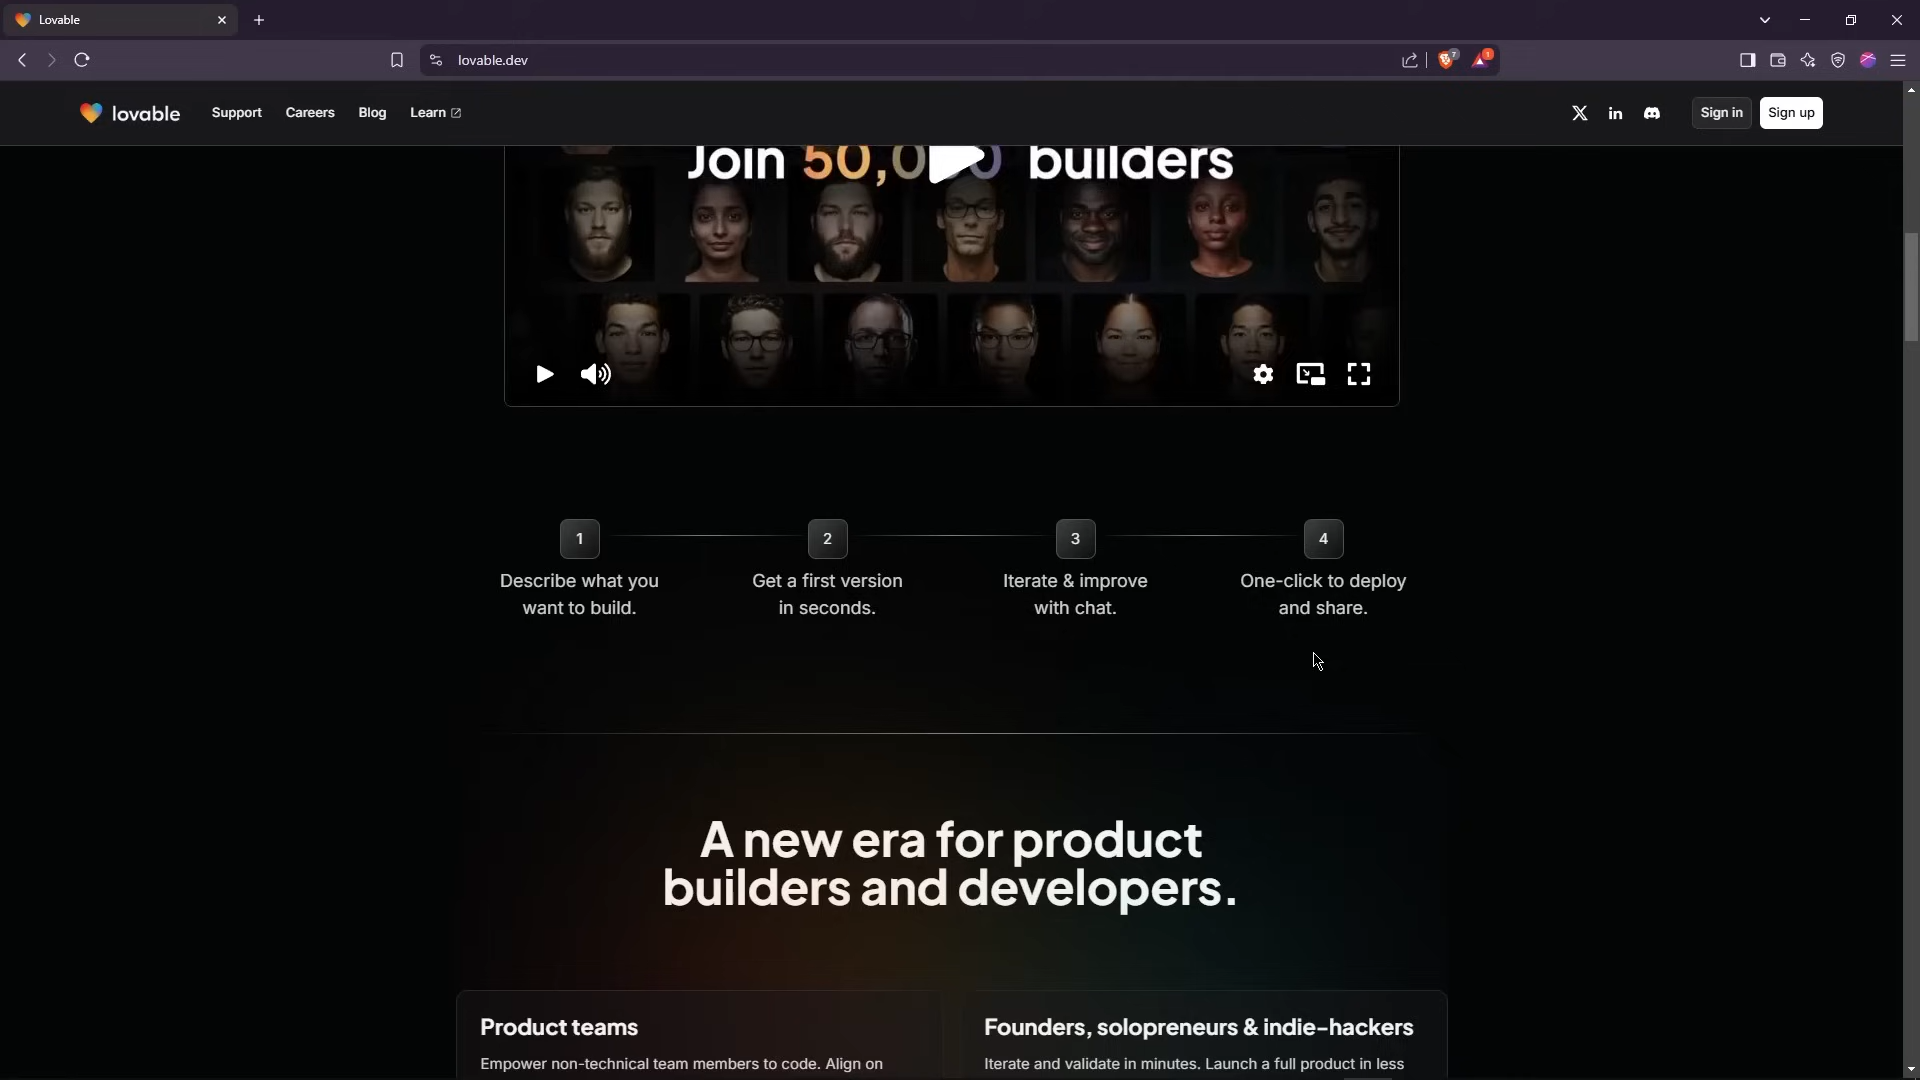 Lovable
lovable.dev
7
1
lovable
Support
Careers
Blog
Learn
in
Sign in
Sign up
Join 50,000 builders
1
2
3
4
Describe what you
want to build.
Get a first version
in seconds.
Iterate & improve
with chat.
One-click to deploy
and share.
A new era for product
builders and developers.
Product teams
Empower non-technical team members to code. Align on
Founders, solopreneurs & indie-hackers
Iterate and validate in minutes. Launch a full product in less